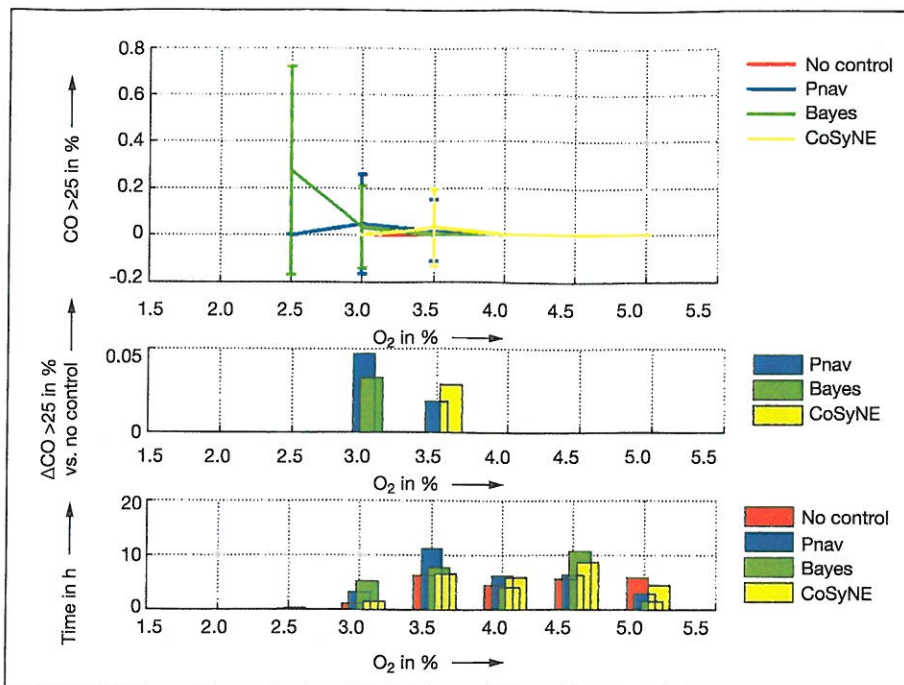 0.8
0.6
0.4
0.2
0
-0.2
CO >25 in %
1.5 2.0 2.5 3.0 3.5 4.0 4.5 5.0 5.5
O₂ in %
No control
Pnav
Bayes
CoSyNE
0.05
0
ΔCO >25 in %
vs. no control
1.5 2.0 2.5 3.0 3.5 4.0 4.5 5.0 5.5
O₂ in %
Pnav
Bayes
CoSyNE
20
10
0
Time in h
1.5 2.0 2.5 3.0 3.5 4.0 4.5 5.0 5.5
O₂ in %
No control
Pnav
Bayes
CoSyNE